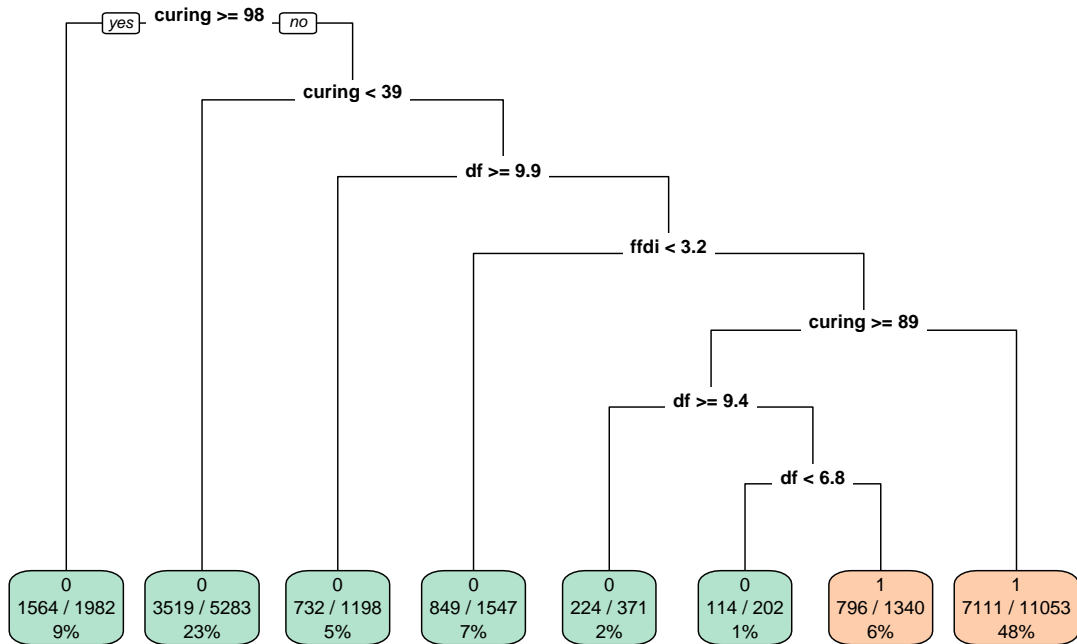 yes curing >= 98 no
curing < 39
df >= 9.9
ffdi < 3.2
curing >= 89
df >= 9.4
df < 6.8
0
1564 / 1982
9%
0
3519 / 5283
23%
0
732 / 1198
5%
0
849 / 1547
7%
0
224 / 371
2%
0
114 / 202
1%
1
796 / 1340
6%
1
7111 / 11053
48%